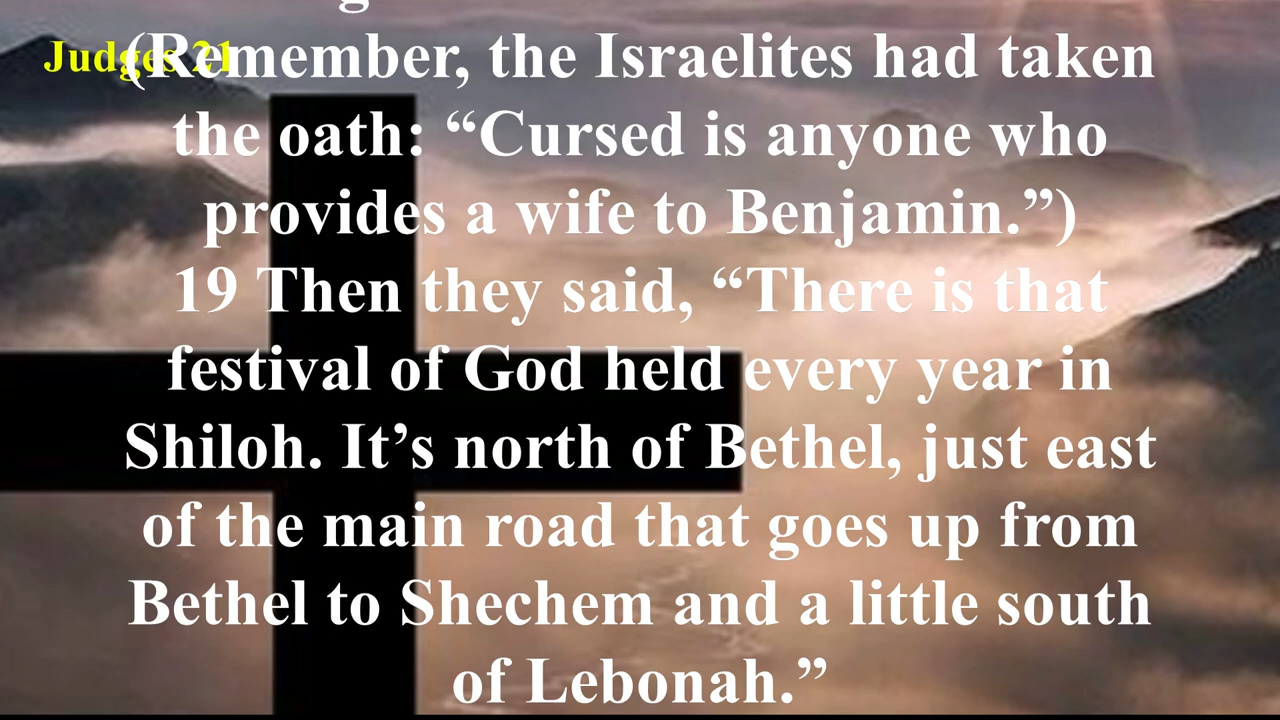 Judges 21
(Remember, the Israelites had taken
the oath: “Cursed is anyone who
provides a wife to Benjamin.”)
19 Then they said, “There is that
festival of God held every year in
Shiloh. It’s north of Bethel, just east
of the main road that goes up from
Bethel to Shechem and a little south
of Lebonah.”